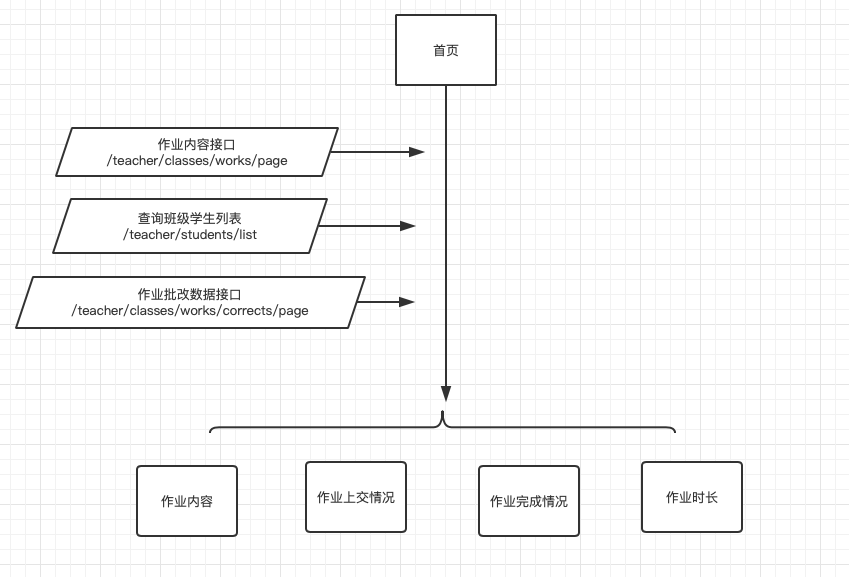 首页
作业内容接口
/teacher/classes/works/page
查询班级学生列表
/teacher/students/list
作业批改数据接口
/teacher/classes/works/corrects/page
作业内容
作业上交情况
作业完成情况
作业时长